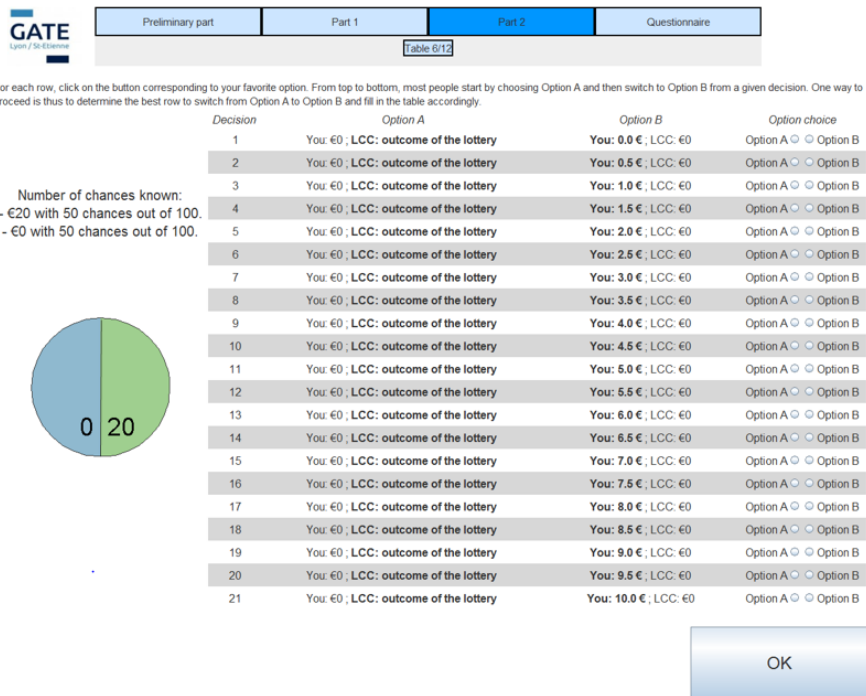 GATE
Lyon / St-Etienne
Preliminary part Part 1 Part 2 Questionnaire
Table 6/12
or each row, click on the button corresponding to your favorite option. From top to bottom, most people start by choosing Option A and then switch to Option B from a given decision. One way to
roceed is thus to determine the best row to switch from Option A to Option B and fill in the table accordingly.
Decision Option A Option B Option choice
1 You: €0 ; LCC: outcome of the lottery You: 0.0 € ; LCC: €0 Option A Option B
2 You: €0 ; LCC: outcome of the lottery You: 0.5 € ; LCC: €0 Option A Option B
3 You: €0 ; LCC: outcome of the lottery You: 1.0 € ; LCC: €0 Option A Option B
4 You: €0 ; LCC: outcome of the lottery You: 1.5 € ; LCC: €0 Option A Option B
5 You: €0 ; LCC: outcome of the lottery You: 2.0 € ; LCC: €0 Option A Option B
6 You: €0 ; LCC: outcome of the lottery You: 2.5 € ; LCC: €0 Option A Option B
7 You: €0 ; LCC: outcome of the lottery You: 3.0 € ; LCC: €0 Option A Option B
8 You: €0 ; LCC: outcome of the lottery You: 3.5 € ; LCC: €0 Option A Option B
9 You: €0 ; LCC: outcome of the lottery You: 4.0 € ; LCC: €0 Option A Option B
10 You: €0 ; LCC: outcome of the lottery You: 4.5 € ; LCC: €0 Option A Option B
11 You: €0 ; LCC: outcome of the lottery You: 5.0 € ; LCC: €0 Option A Option B
12 You: €0 ; LCC: outcome of the lottery You: 5.5 € ; LCC: €0 Option A Option B
13 You: €0 ; LCC: outcome of the lottery You: 6.0 € ; LCC: €0 Option A Option B
14 You: €0 ; LCC: outcome of the lottery You: 6.5 € ; LCC: €0 Option A Option B
15 You: €0 ; LCC: outcome of the lottery You: 7.0 € ; LCC: €0 Option A Option B
16 You: €0 ; LCC: outcome of the lottery You: 7.5 € ; LCC: €0 Option A Option B
17 You: €0 ; LCC: outcome of the lottery You: 8.0 € ; LCC: €0 Option A Option B
18 You: €0 ; LCC: outcome of the lottery You: 8.5 € ; LCC: €0 Option A Option B
19 You: €0 ; LCC: outcome of the lottery You: 9.0 € ; LCC: €0 Option A Option B
20 You: €0 ; LCC: outcome of the lottery You: 9.5 € ; LCC: €0 Option A Option B
21 You: €0 ; LCC: outcome of the lottery You: 10.0 € ; LCC: €0 Option A Option B
Number of chances known:
- €20 with 50 chances out of 100.
- €0 with 50 chances out of 100.
0 20
OK